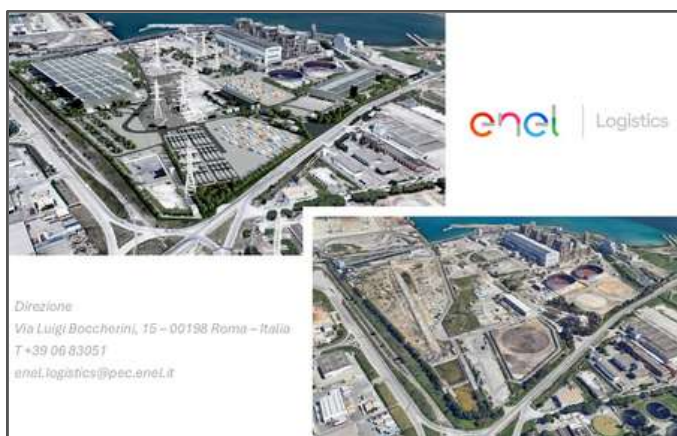 enel
Logistics
Direzione
Via Luigi Boccherini, 15 – 00198 Roma – Italia
T +39 06 83051
enel.logistics@pec.enel.it